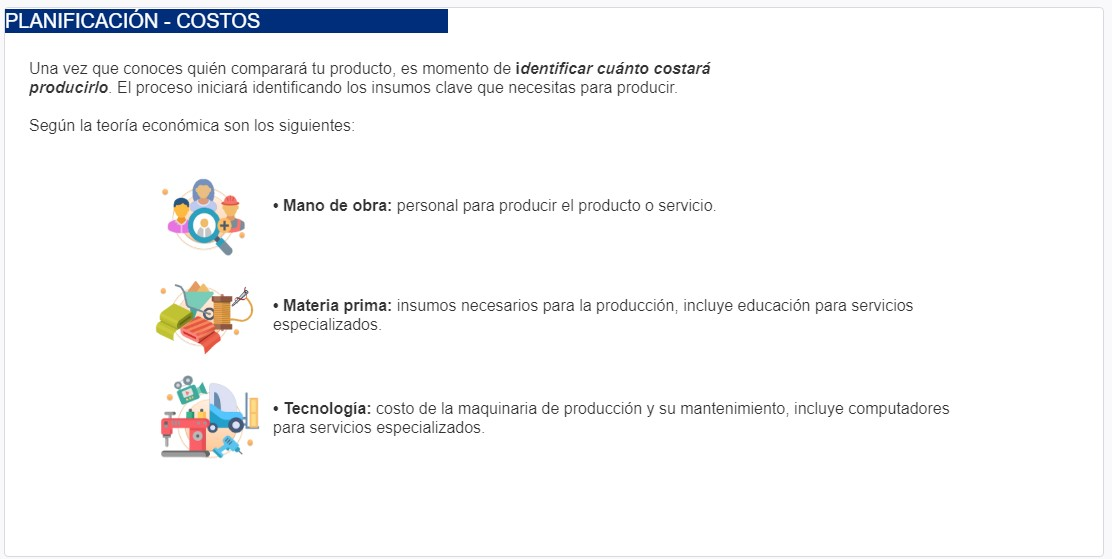 PLANIFICACIÓN - COSTOS
Una vez que conoces quién comparará tu producto, es momento de identificar cuánto costará
producirlo. El proceso iniciará identificando los insumos clave que necesitas para producir.
Según la teoría económica son los siguientes:
• Mano de obra: personal para producir el producto o servicio.
• Materia prima: insumos necesarios para la producción, incluye educación para servicios
especializados.
• Tecnología: costo de la maquinaria de producción y su mantenimiento, incluye computadores
para servicios especializados.